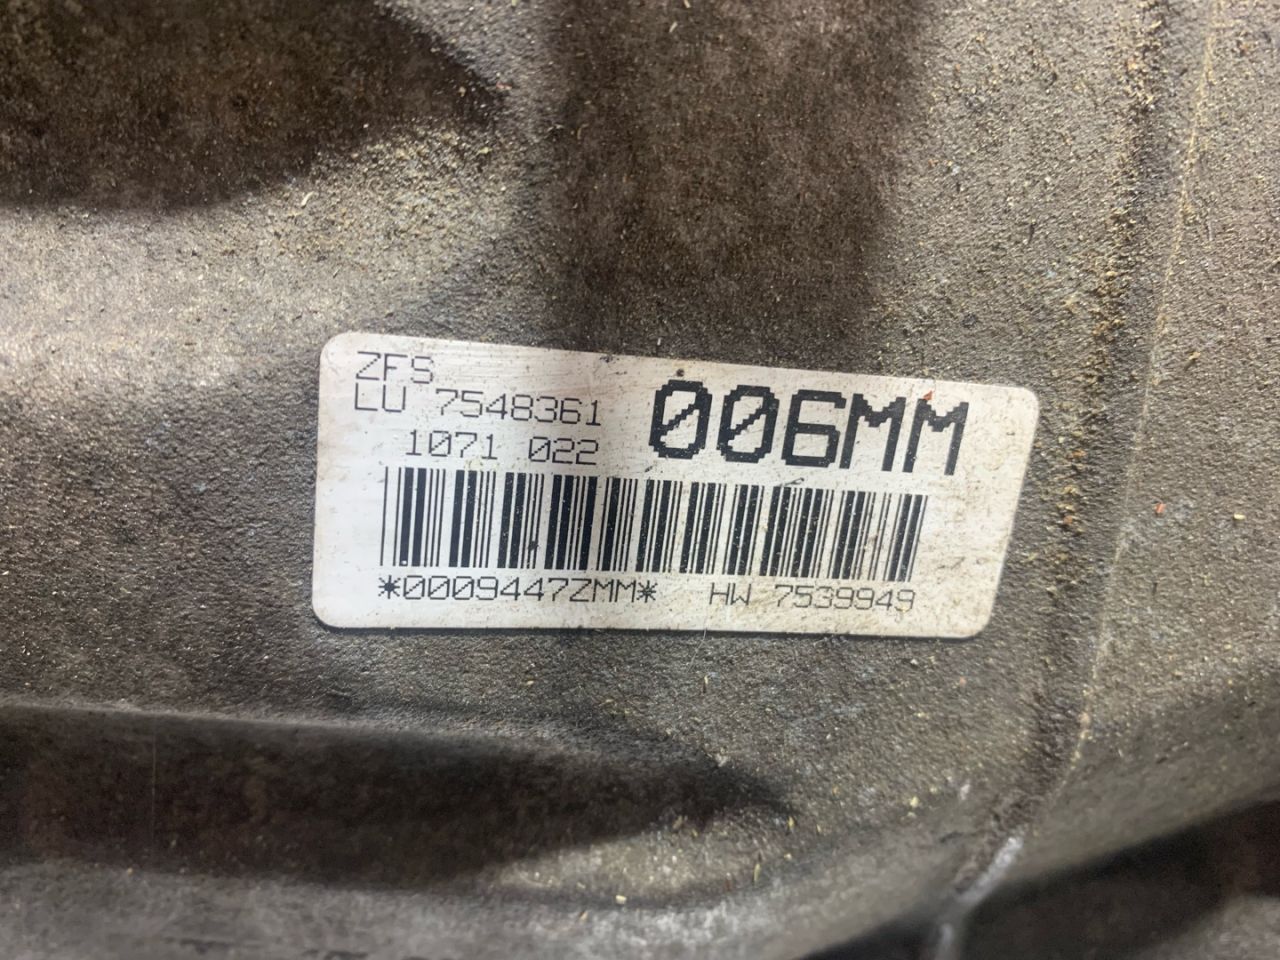 ZFS
LU 7548361
006MM
1071 022
*0009447ZMM* HW 7539949